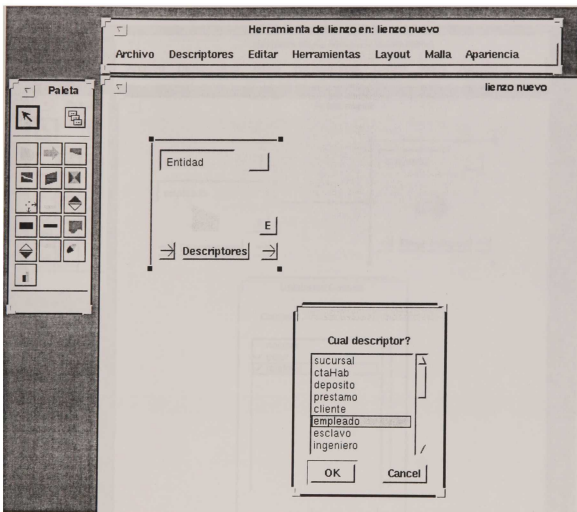 Herramienta de lienzo en: lienzo nuevo
Archivo Descriptores Editar Herramientas Layout Malla Apariencia
Paleta
lienzo nuevo
Entidad
E
Descriptores
Cual descriptor?
sucursal
ctaHab
deposito
prestamo
cliente
empleado
esclavo
ingeniero
OK Cancel